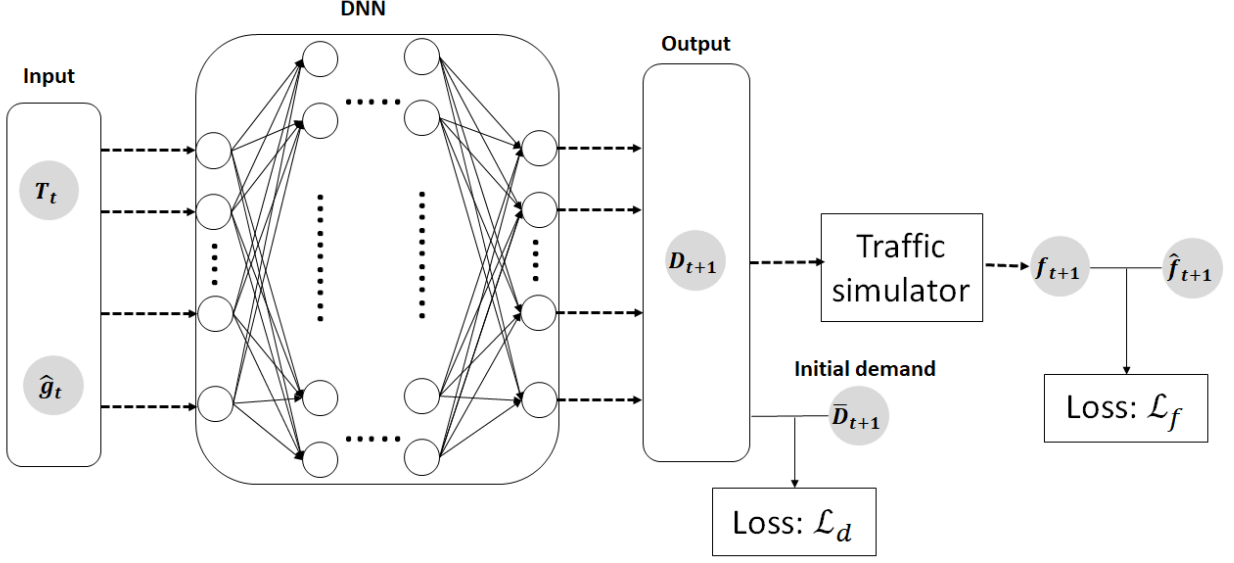 DNN
Input
Output
T_t
ĝ_t
D_{t+1}
Traffic
simulator
f_{t+1}
f̂_{t+1}
Initial demand
D̅_{t+1}
Loss: ℒ_f
Loss: ℒ_d